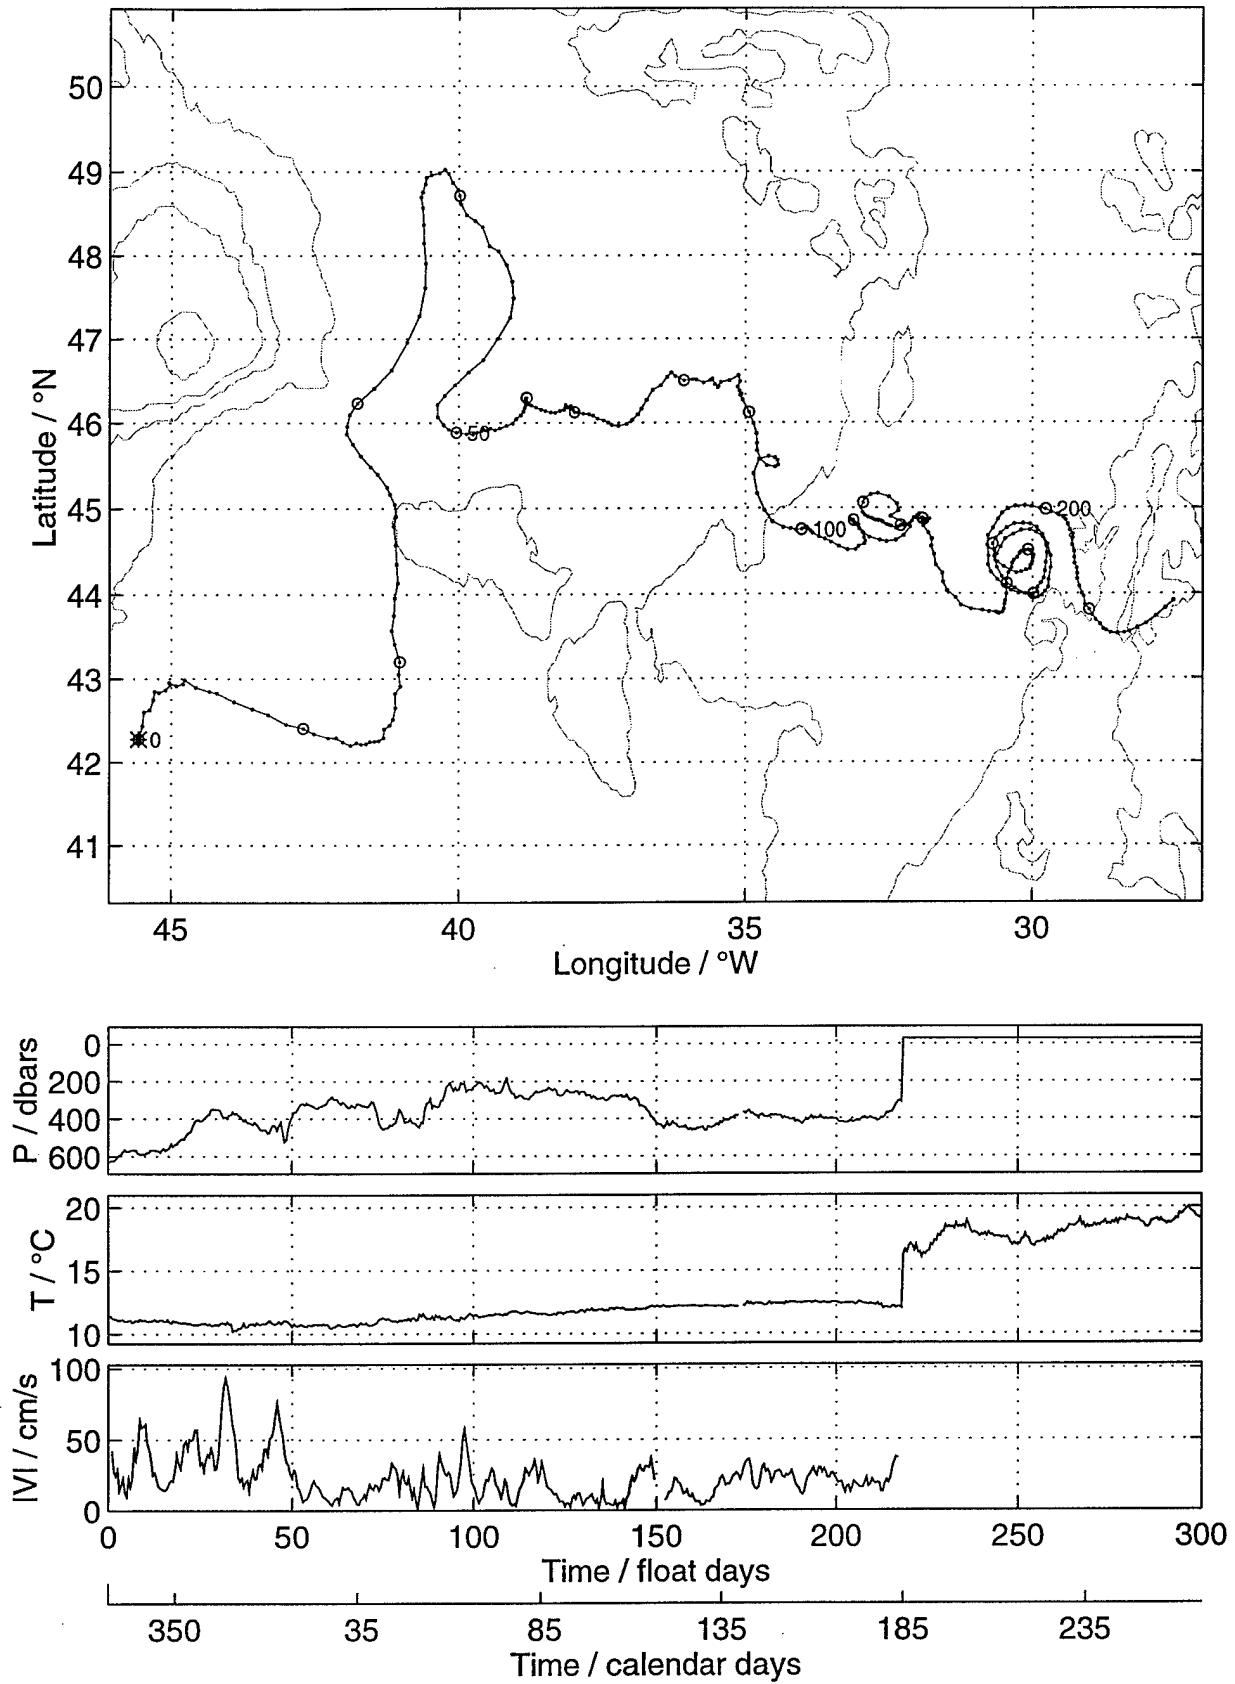 50
49
48
47
46
45
44
43
42
41
Latitude / °N
0
50
100
200
45 40 35 30
Longitude / °W
P / dbars
0
200
400
600
T / °C
20
15
10
|V| / cm/s
100
50
0
0 50 100 150 200 250 300
Time / float days
350 35 85 135 185 235
Time / calendar days